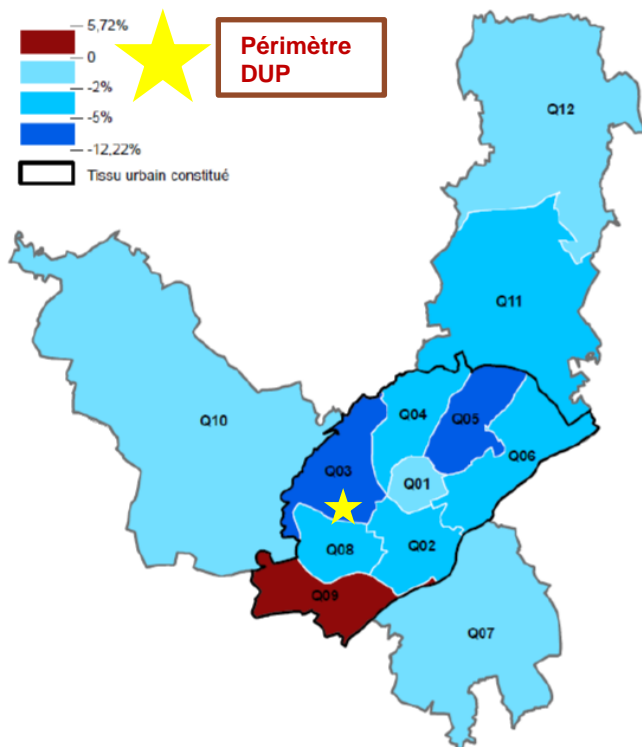 5,72%
0
-2%
-5%
-12,22%
Tissu urbain constitué
Périmètre
DUP
Q12
Q11
Q10
Q04
Q05
Q06
Q03
Q01
Q08
Q02
Q09
Q07